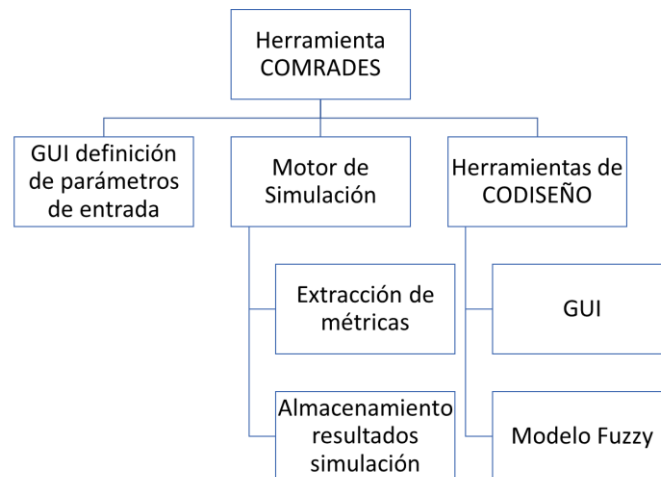 Herramienta
COMRADES
GUI definición
de parámetros
de entrada
Motor de
Simulación
Herramientas de
CODISEÑO
Extracción de
métricas
GUI
Almacenamiento
resultados
simulación
Modelo Fuzzy